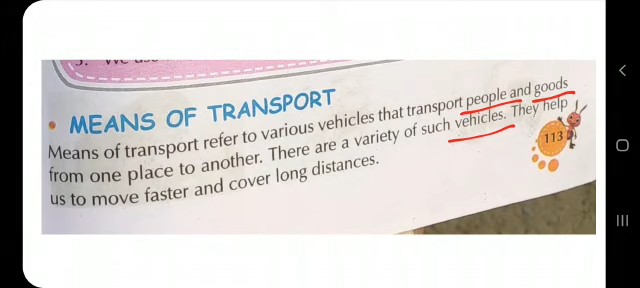 MEANS OF TRANSPORT
Means of transport refer to various vehicles that transport people and goods
from one place to another. There are a variety of such vehicles. They help
us to move faster and cover long distances.
113